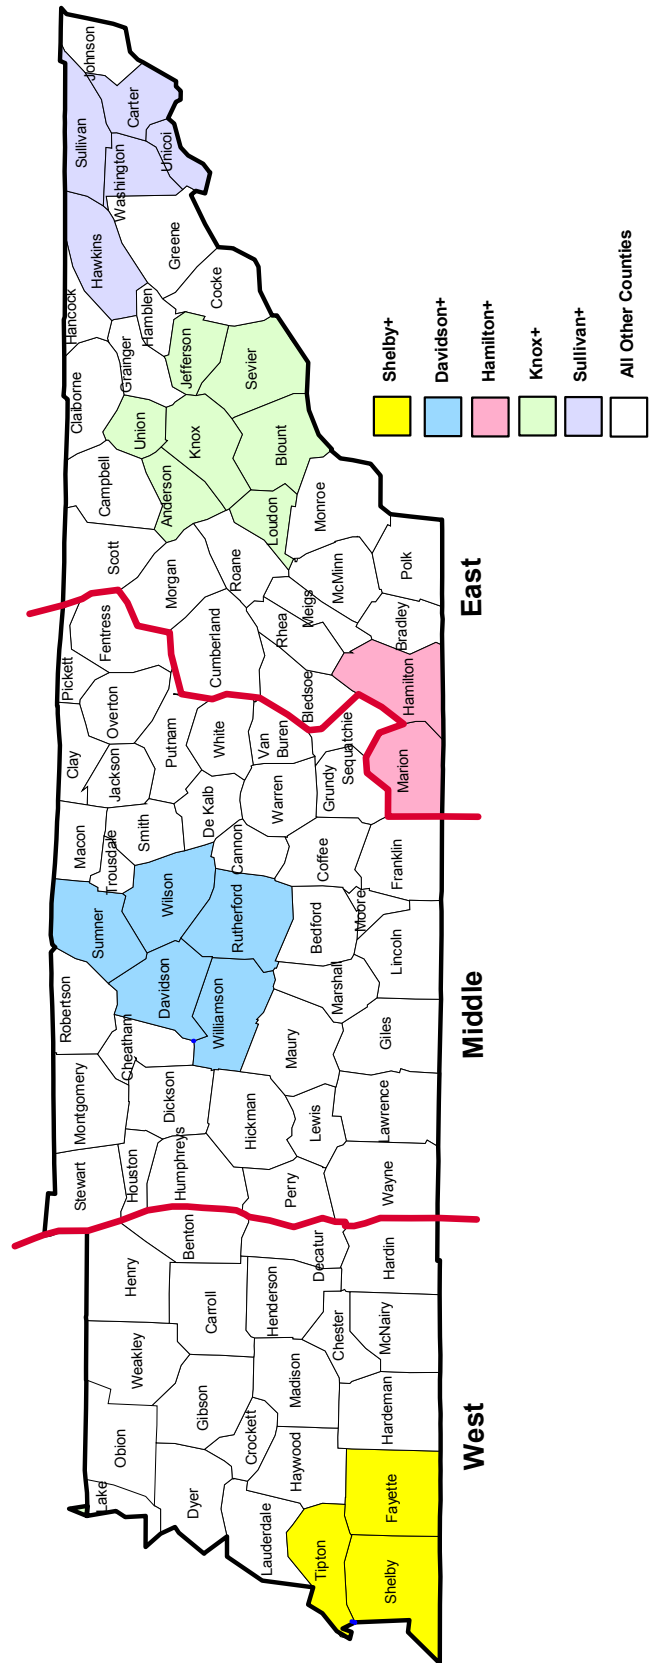 Lake
Obion
Weakley
Henry
Stewart
Montgomery
Robertson
Sumner
Macon
Clay
Pickett
Fentress
Scott
Campbell
Claiborne
Hancock
Hawkins
Sullivan
Johnson
Dyer
Gibson
Carroll
Benton
Houston
Humphreys
Dickson
Cheatham
Davidson
Wilson
Trousdale
Smith
Jackson
Overton
Putnam
Morgan
Anderson
Union
Grainger
Hamblen
Greene
Washington
Unicoi
Carter
Lauderdale
Crockett
Haywood
Madison
Henderson
Decatur
Perry
Hickman
Lewis
Maury
Williamson
Rutherford
Cannon
De Kalb
White
Van
Buren
Warren
Cumberland
Bledsoe
Rhea
Meigs
Roane
Loudon
Knox
Blount
Jefferson
Sevier
Cocke
Tipton
Shelby
Fayette
Hardeman
Chester
McNairy
Hardin
Wayne
Lawrence
Giles
Marshall
Lincoln
Bedford
Moore
Coffee
Franklin
Grundy
Sequatchie
Marion
Hamilton
Bradley
McMinn
Polk
Monroe
West
Middle
East
Shelby+
Davidson+
Hamilton+
Knox+
Sullivan+
All Other Counties